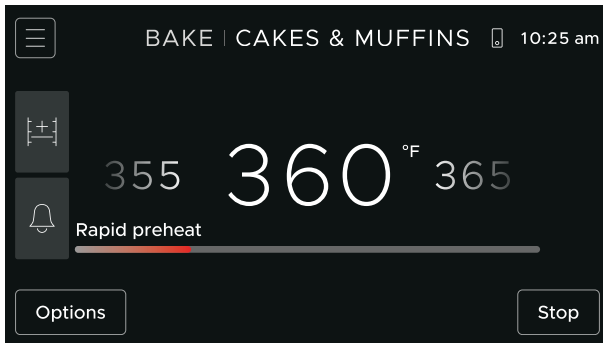 BAKE | CAKES & MUFFINS 10:25 am
355 360 °F 365
Rapid preheat
Options Stop